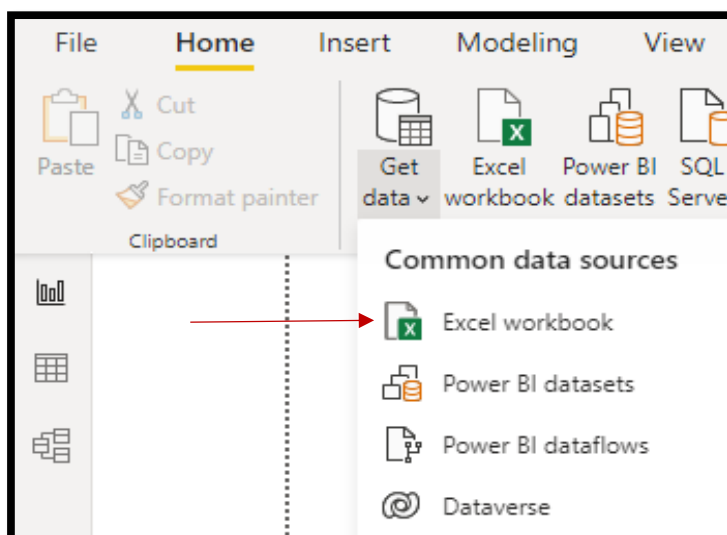 File Home Insert Modeling View
Cut
Copy
Paste
Format painter
Clipboard
Get data
Excel workbook
Power BI datasets
SQL Serve
Common data sources
Excel workbook
Power BI datasets
Power BI dataflows
Dataverse